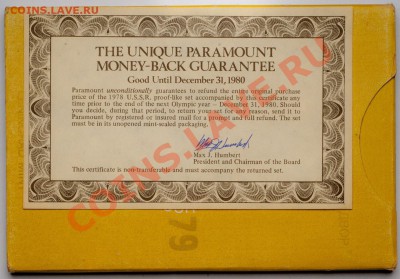 THE UNIQUE PARAMOUNT
MONEY-BACK GUARANTEE
Good Until December 31, 1980
Paramount unconditionally guarantees to refund the entire original purchase
price of the 1978 U.S.S.R. proof-like set accompanied by this certificate any
time prior to the end of the next Olympic year – December 31, 1980. Should
you decide, during that period, to return your set for any reason, send it to
Paramount by registered or insured mail for a prompt and full refund. The set
must be in its unopened mint-sealed packaging.
Max J. Humbert
President and Chairman of the Board
This certificate is non-transferable and must accompany the returned set.
79
COINS.LAVE.RU
COINS.LAVE.RU